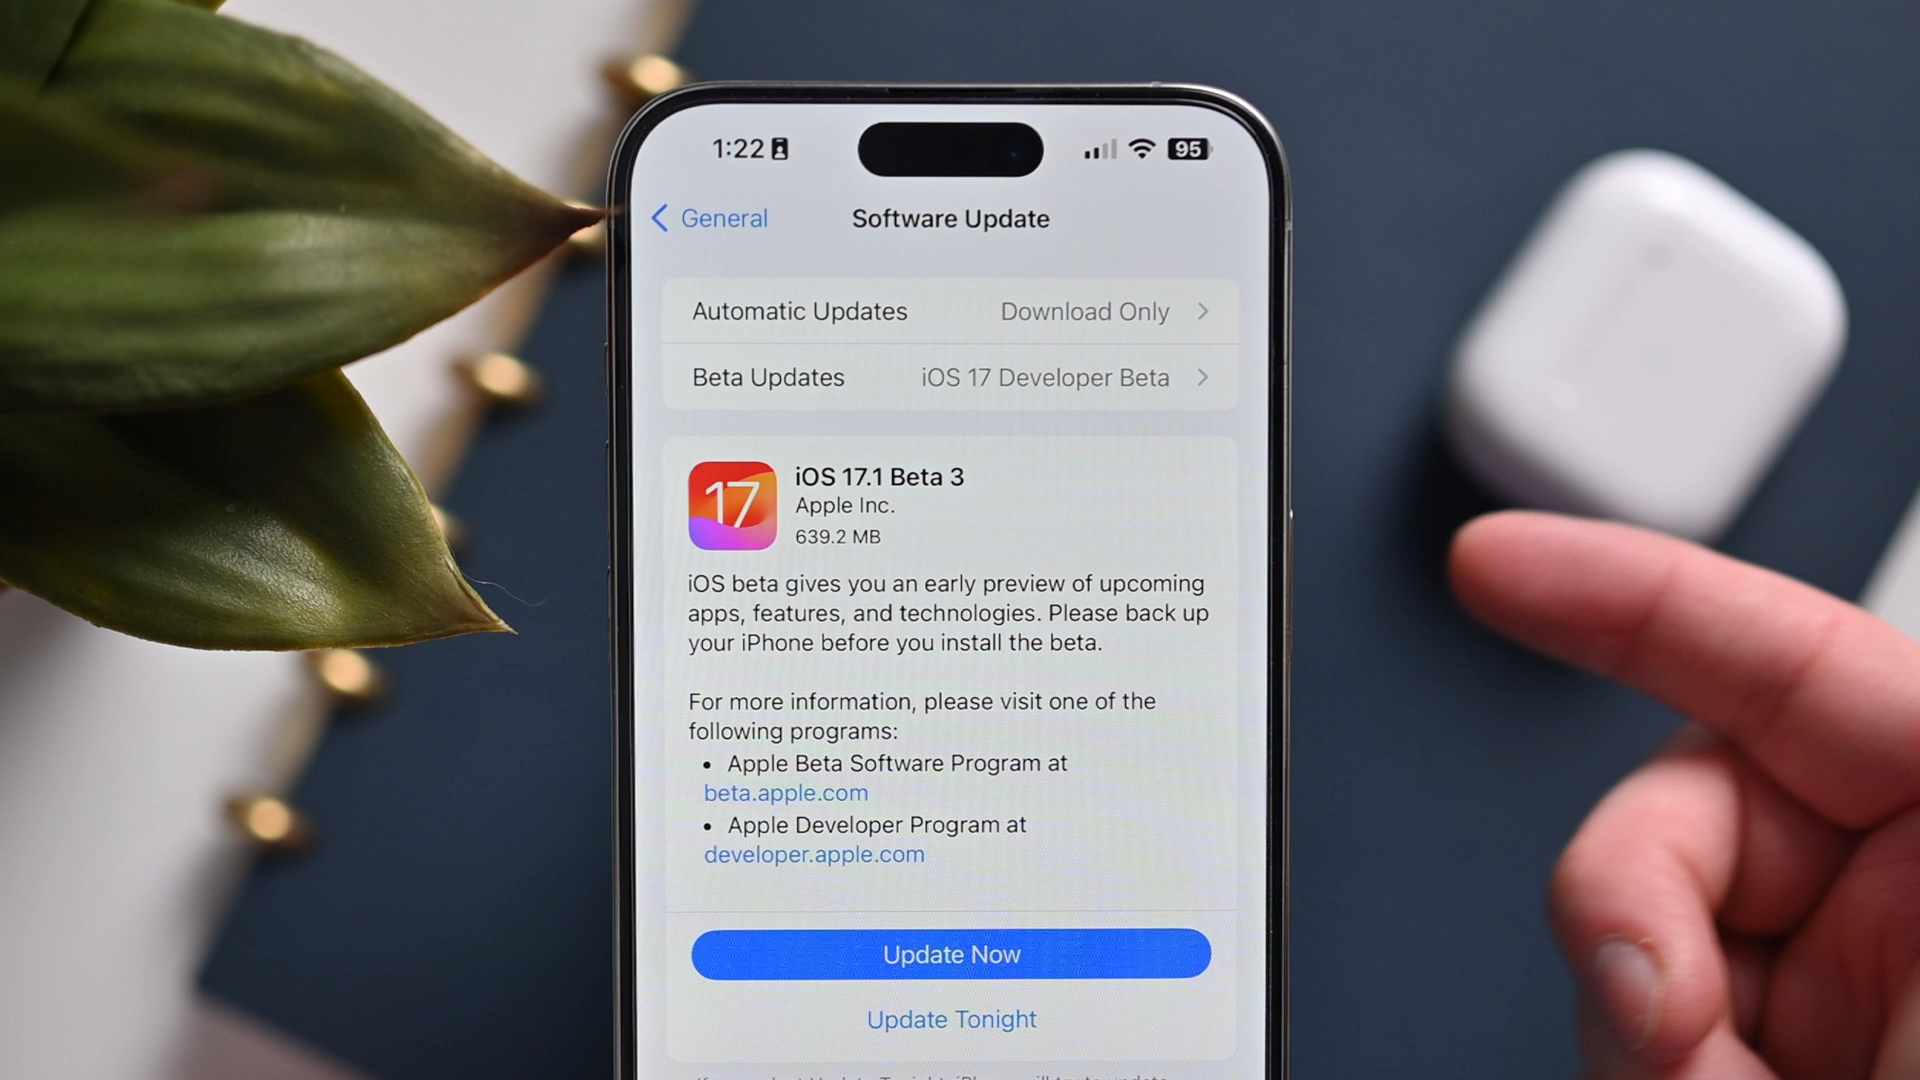 1:22 95
General Software Update
Automatic Updates Download Only
Beta Updates iOS 17 Developer Beta
17
iOS 17.1 Beta 3
Apple Inc.
639.2 MB
iOS beta gives you an early preview of upcoming
apps, features, and technologies. Please back up
your iPhone before you install the beta.
For more information, please visit one of the
following programs:
• Apple Beta Software Program at
beta.apple.com
• Apple Developer Program at
developer.apple.com
Update Now
Update Tonight